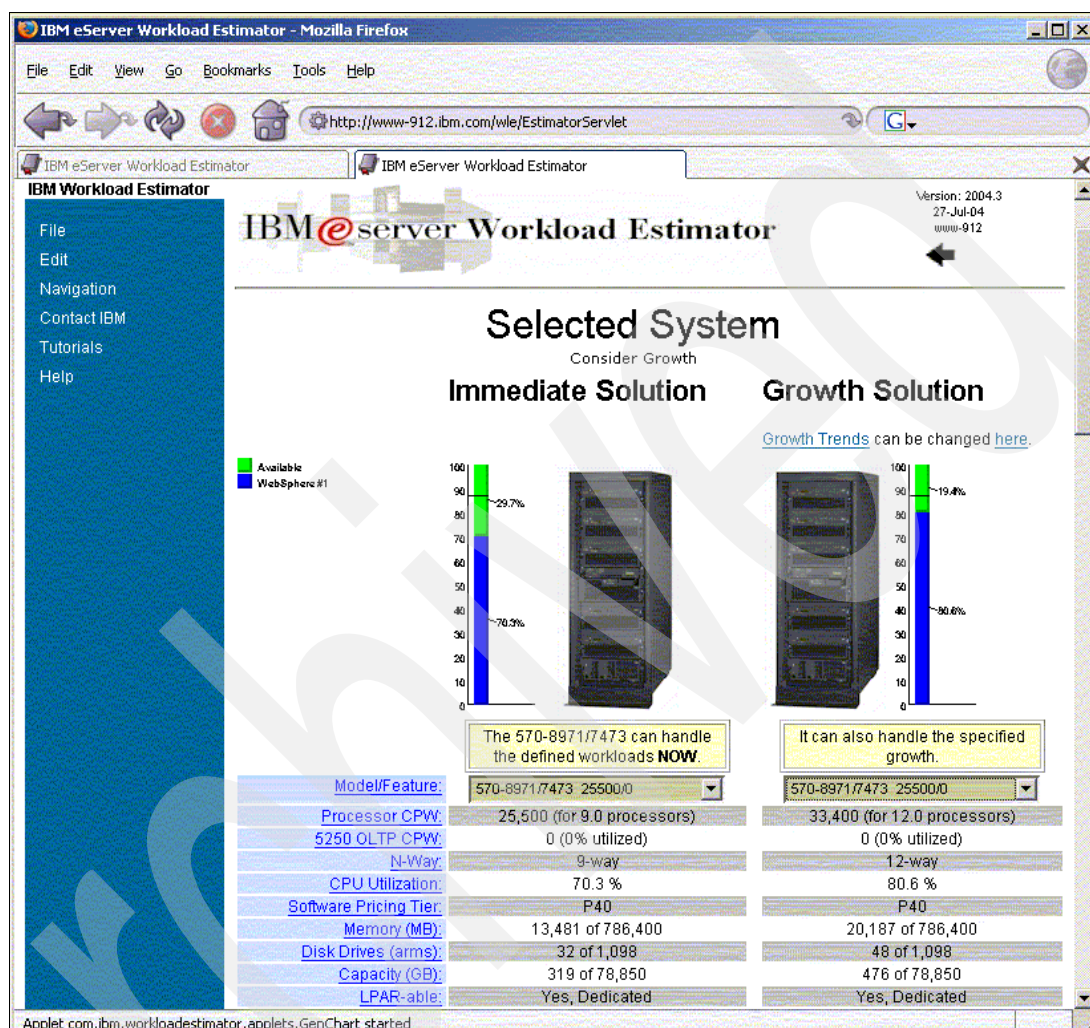 IBM eServer Workload Estimator - Mozilla Firefox
File Edit View Go Bookmarks Tools Help
http://www-912.ibm.com/wle/EstimatorServlet
G
IBM eServer Workload Estimator
IBM eServer Workload Estimator
IBM Workload Estimator
File
Edit
Navigation
Contact IBM
Tutorials
Help
IBM eserver Workload Estimator
Version: 2004.3
27-Jul-04
www-912
Selected System
Consider Growth
Immediate Solution Growth Solution
Growth Trends can be changed here.
Available
WebSphere #1
100
90
80
70
60
50
40
30
20
10
0
29.7%
70.3%
100
90
80
70
60
50
40
30
20
10
0
19.4%
80.6%
The 570-8971/7473 can handle
the defined workloads NOW.
It can also handle the specified
growth.
Model/Feature: 570-8971/7473 25500/0 570-8971/7473 25500/0
Processor CPW: 25,500 (for 9.0 processors) 33,400 (for 12.0 processors)
5250 OLTP CPW: 0 (0% utilized) 0 (0% utilized)
N-Way: 9-way 12-way
CPU Utilization: 70.3 % 80.6 %
Software Pricing Tier: P40 P40
Memory (MB): 13,481 of 786,400 20,187 of 786,400
Disk Drives (arms): 32 of 1,098 48 of 1,098
Capacity (GB): 319 of 78,850 476 of 78,850
LPAR-able: Yes, Dedicated Yes, Dedicated
Applet com.ibm.workloadestimator.applets.GenChart started
rchived